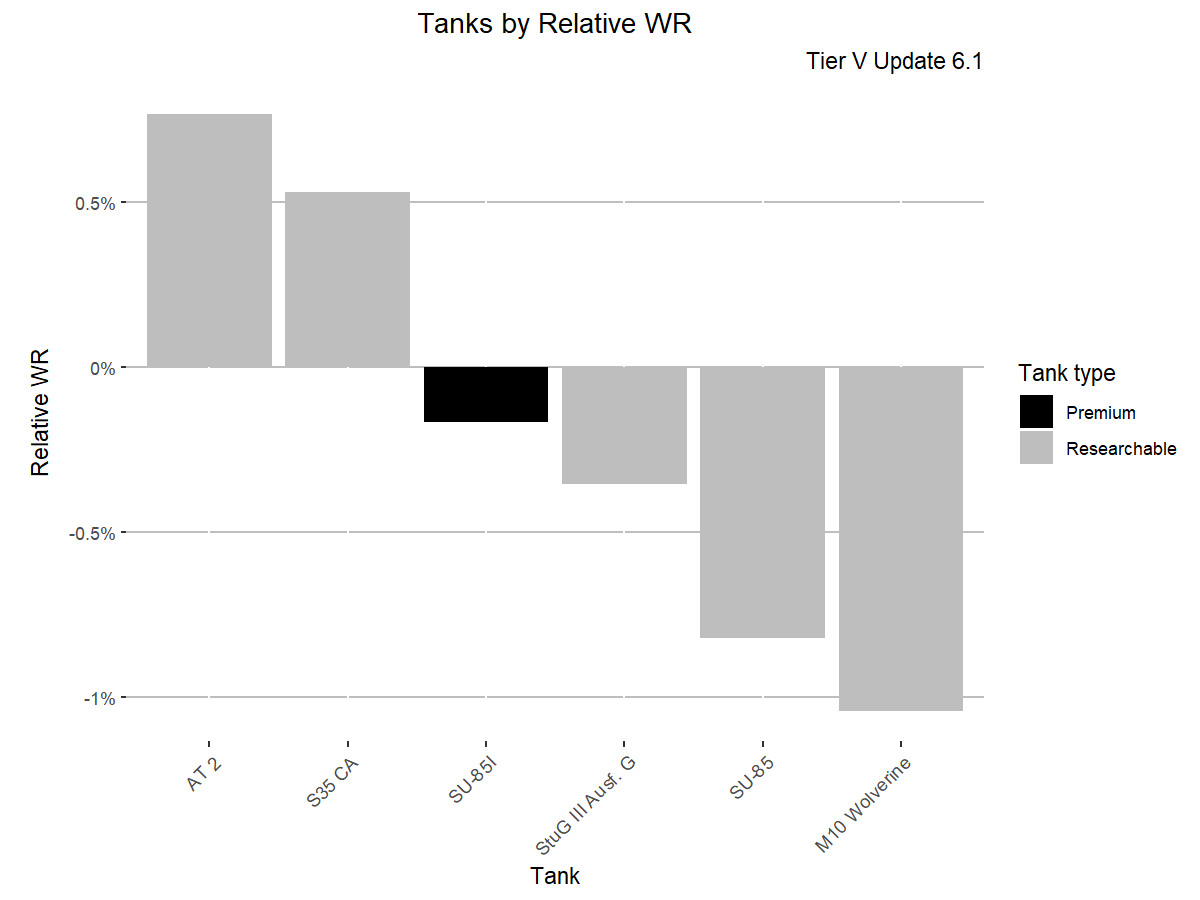 Tanks by Relative WR
Tier V Update 6.1
Relative WR
0.5%
0%
-0.5%
-1%
AT 2
S35 CA
SU-85I
StuG III Ausf. G
SU-85
M10 Wolverine
Tank
Tank type
Premium
Researchable